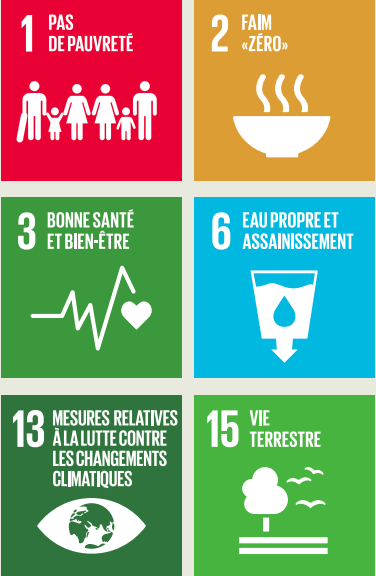 1 PAS
DE PAUVRETÉ
2 FAIM
«ZÉRO»
3 BONNE SANTÉ
ET BIEN-ÊTRE
6 EAU PROPRE ET
ASSAINISSEMENT
13 MESURES RELATIVES
À LA LUTTE CONTRE
LES CHANGEMENTS
CLIMATIQUES
15 VIE
TERRESTRE